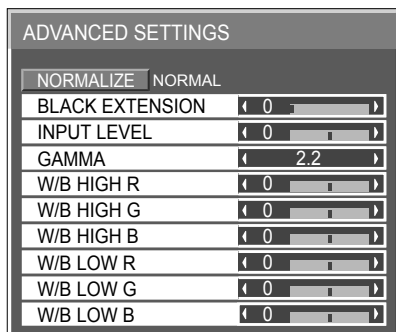 ADVANCED SETTINGS
NORMALIZE NORMAL
BLACK EXTENSION 0
INPUT LEVEL 0
GAMMA 2.2
W/B HIGH R 0
W/B HIGH G 0
W/B HIGH B 0
W/B LOW R 0
W/B LOW G 0
W/B LOW B 0